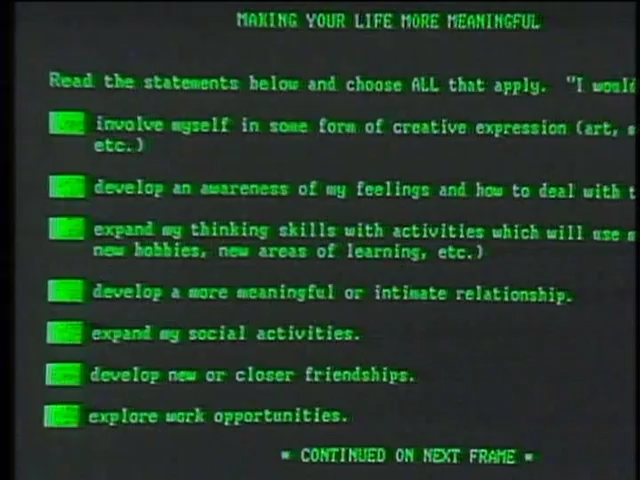 MAKING YOUR LIFE MORE MEANINGFUL
Read the statements below and choose ALL that apply. "I would
involve myself in some form of creative expression (art,
etc.)
develop an awareness of my feelings and how to deal with
expand my thinking skills with activities which will use
new hobbies, new areas of learning, etc.)
develop a more meaningful or intimate relationship.
expand my social activities.
develop new or closer friendships.
explore work opportunities.
* CONTINUED ON NEXT FRAME *